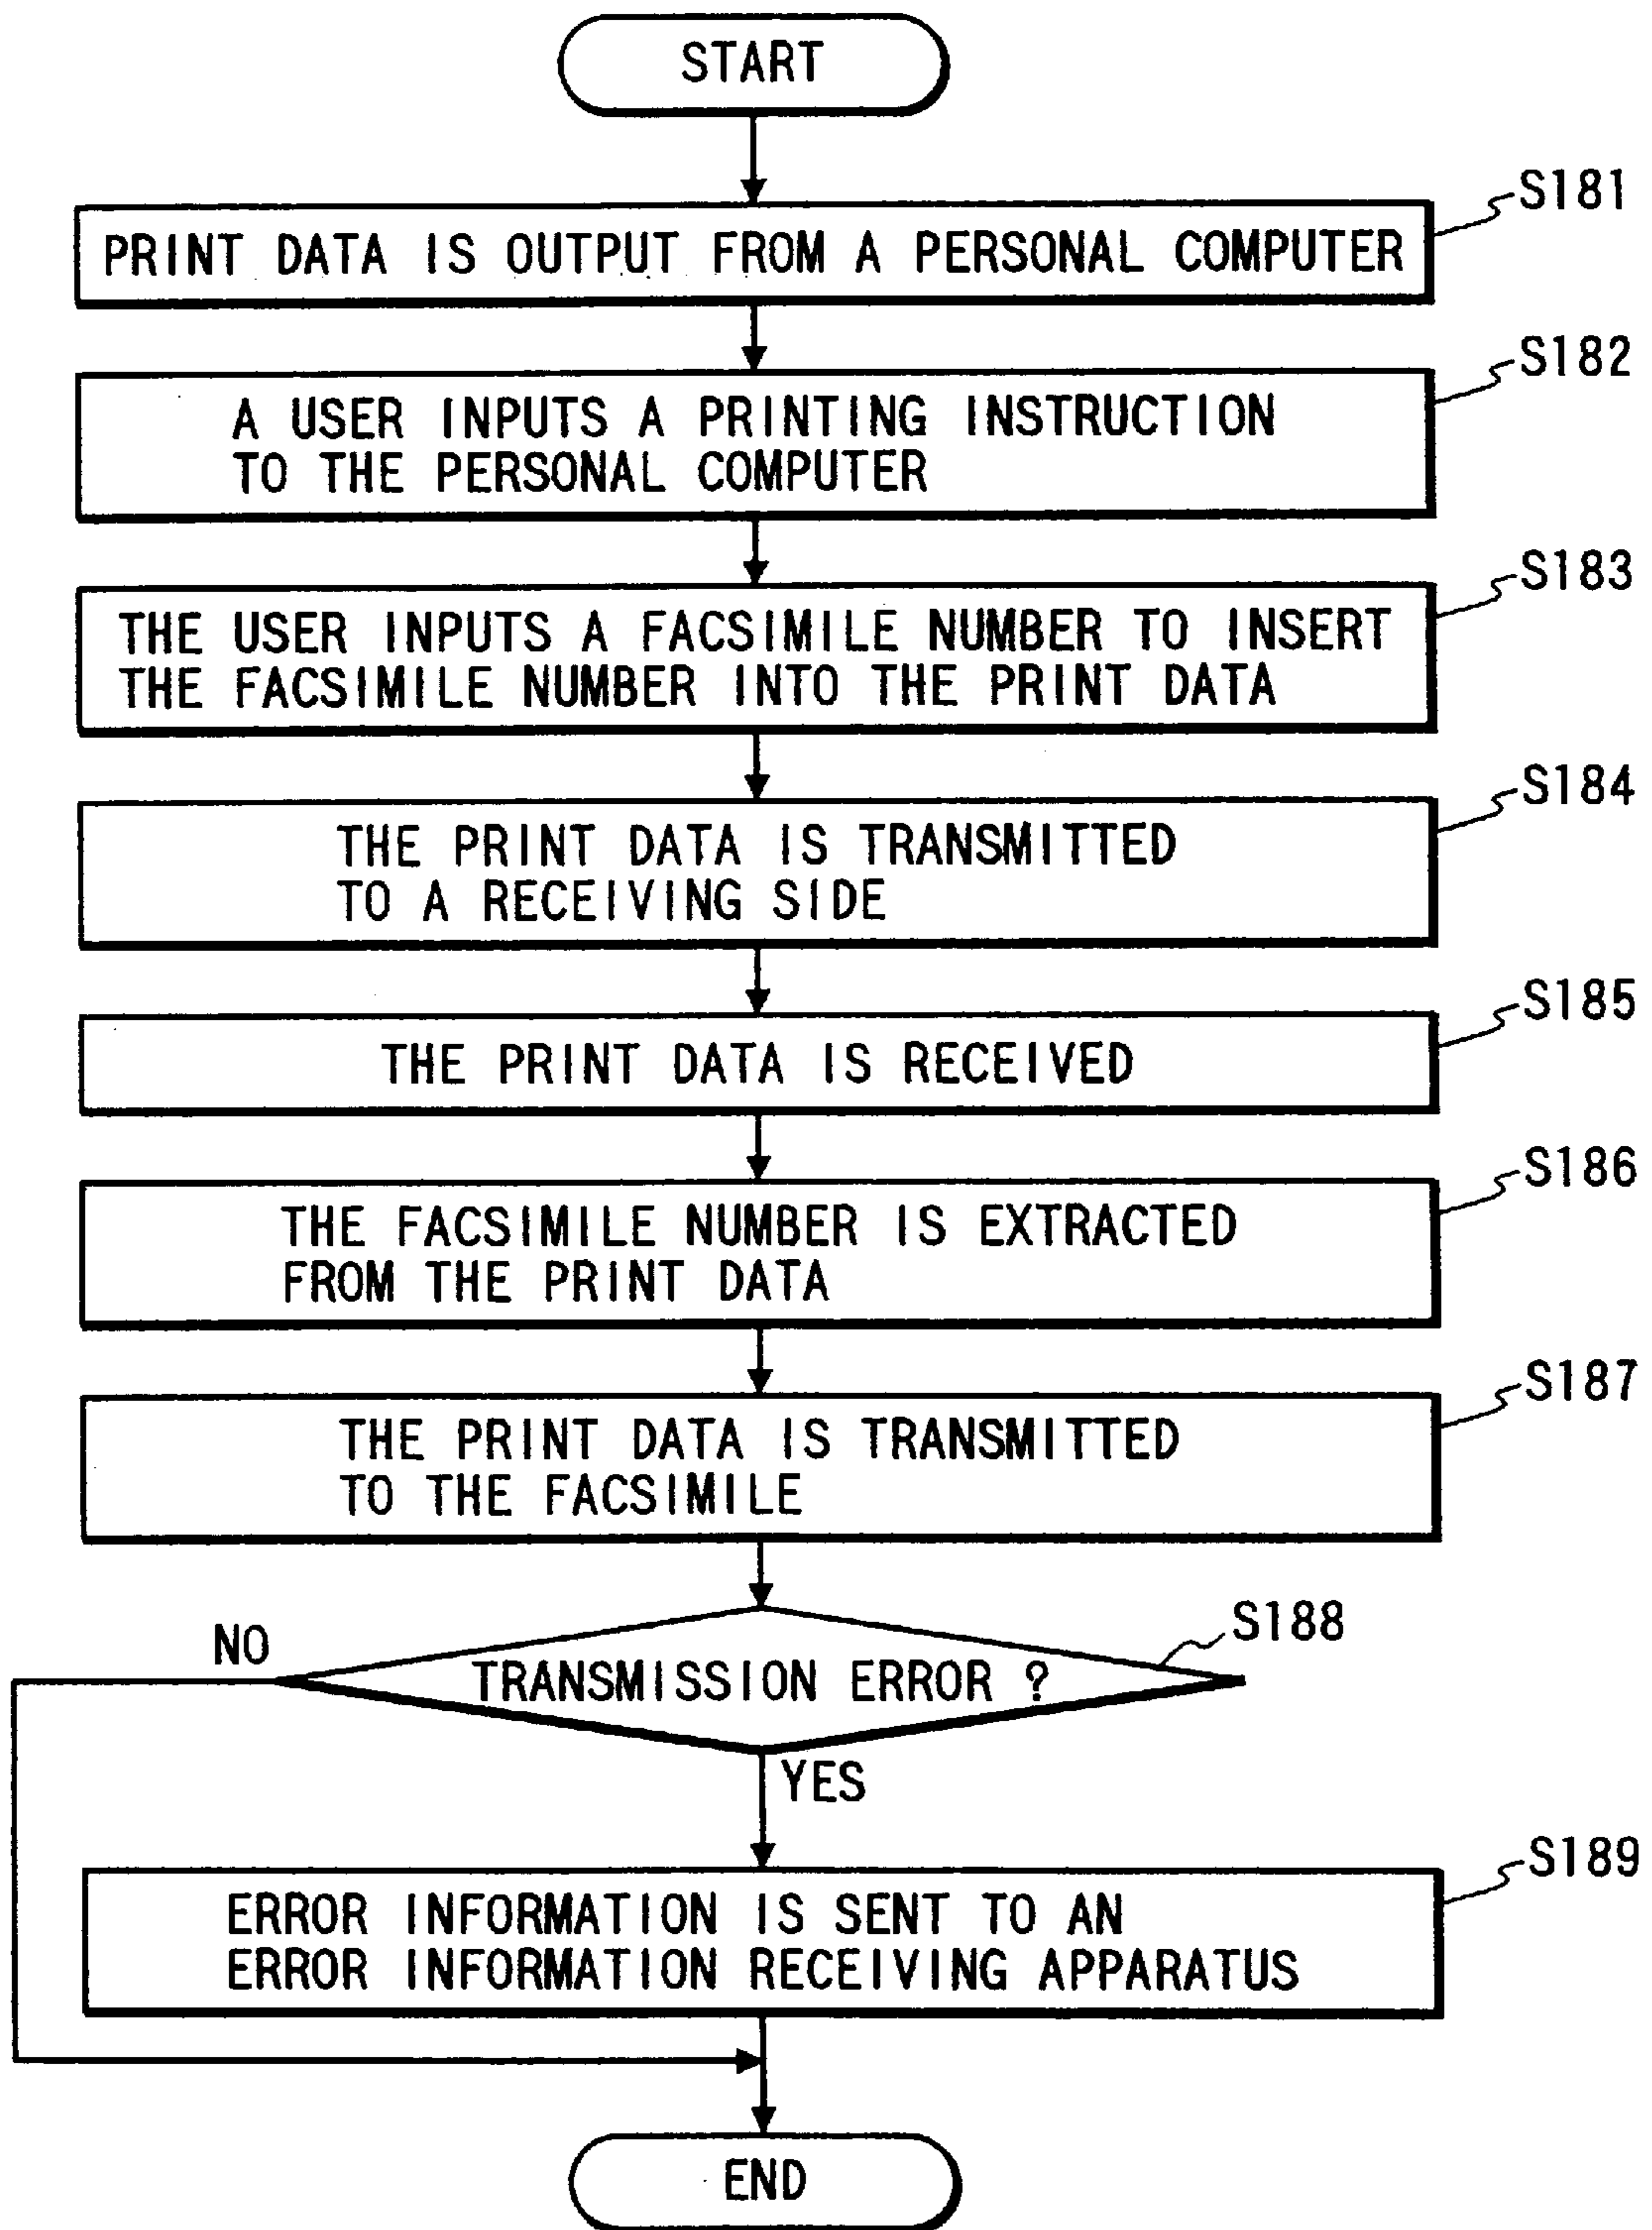 START
S181
PRINT DATA IS OUTPUT FROM A PERSONAL COMPUTER
S182
A USER INPUTS A PRINTING INSTRUCTION
TO THE PERSONAL COMPUTER
S183
THE USER INPUTS A FACSIMILE NUMBER TO INSERT
THE FACSIMILE NUMBER INTO THE PRINT DATA
S184
THE PRINT DATA IS TRANSMITTED
TO A RECEIVING SIDE
S185
THE PRINT DATA IS RECEIVED
S186
THE FACSIMILE NUMBER IS EXTRACTED
FROM THE PRINT DATA
S187
THE PRINT DATA IS TRANSMITTED
TO THE FACSIMILE
S188
NO
TRANSMISSION ERROR ?
YES
S189
ERROR INFORMATION IS SENT TO AN
ERROR INFORMATION RECEIVING APPARATUS
END